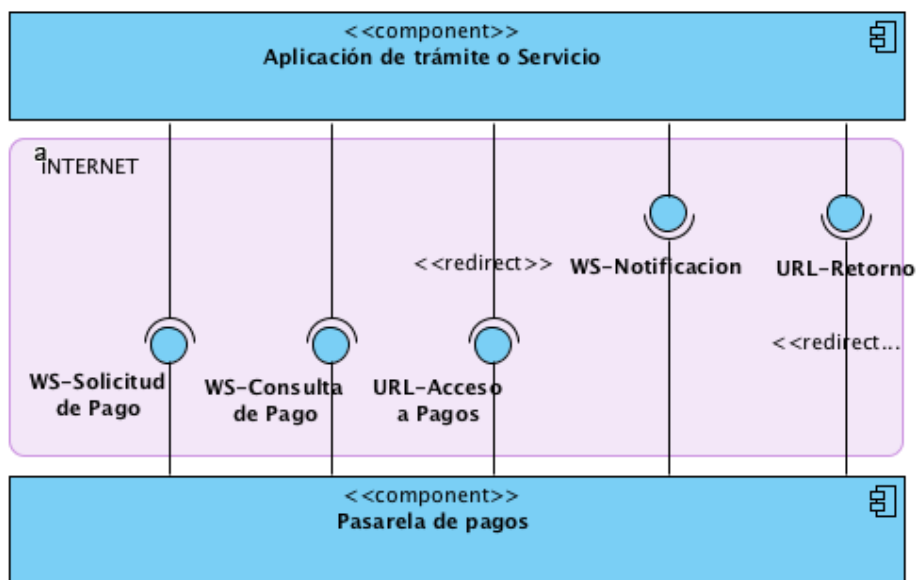 <<component>>
Aplicación de trámite o Servicio
a
INTERNET
<<redirect>>
WS-Notificacion
URL-Retorno
<<redirect...
WS-Solicitud
de Pago
WS-Consulta
de Pago
URL-Acceso
a Pagos
<<component>>
Pasarela de pagos